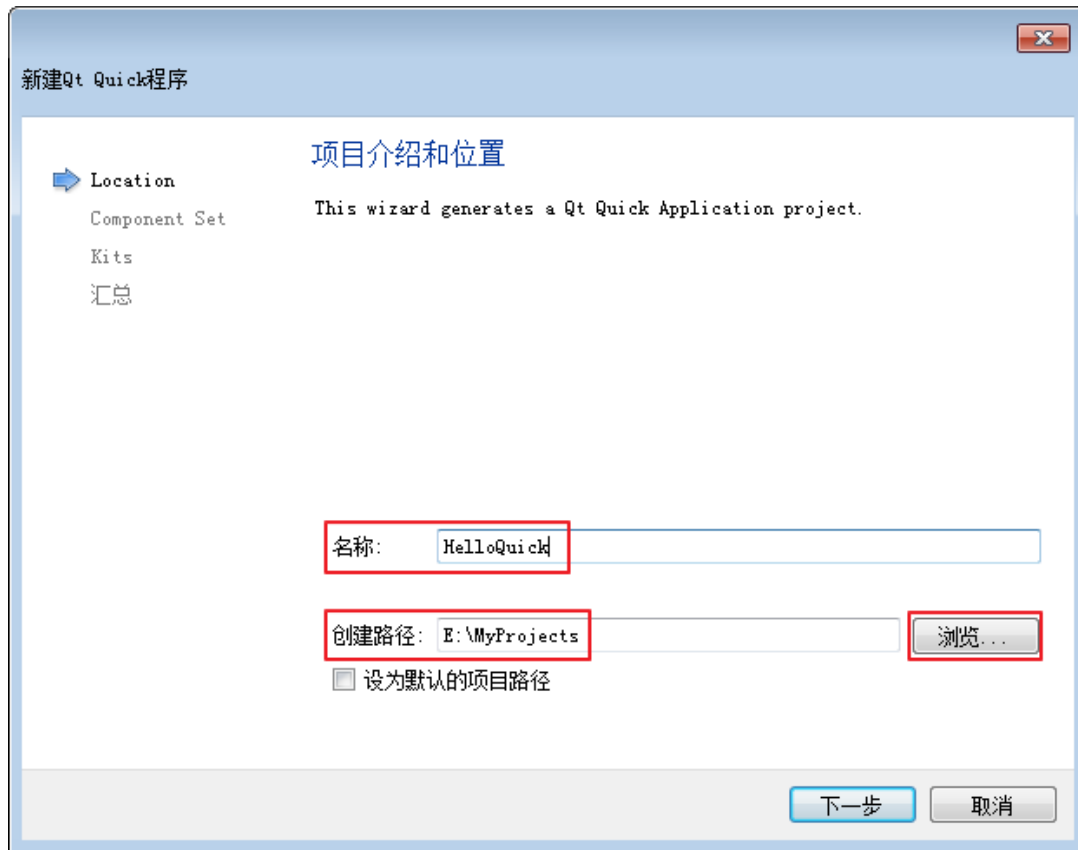 新建Qt Quick程序
Location
Component Set
Kits
汇总
项目介绍和位置
This wizard generates a Qt Quick Application project.
名称: HelloQuick
创建路径: E:\MyProjects 浏览...
设为默认的项目路径
下一步 取消